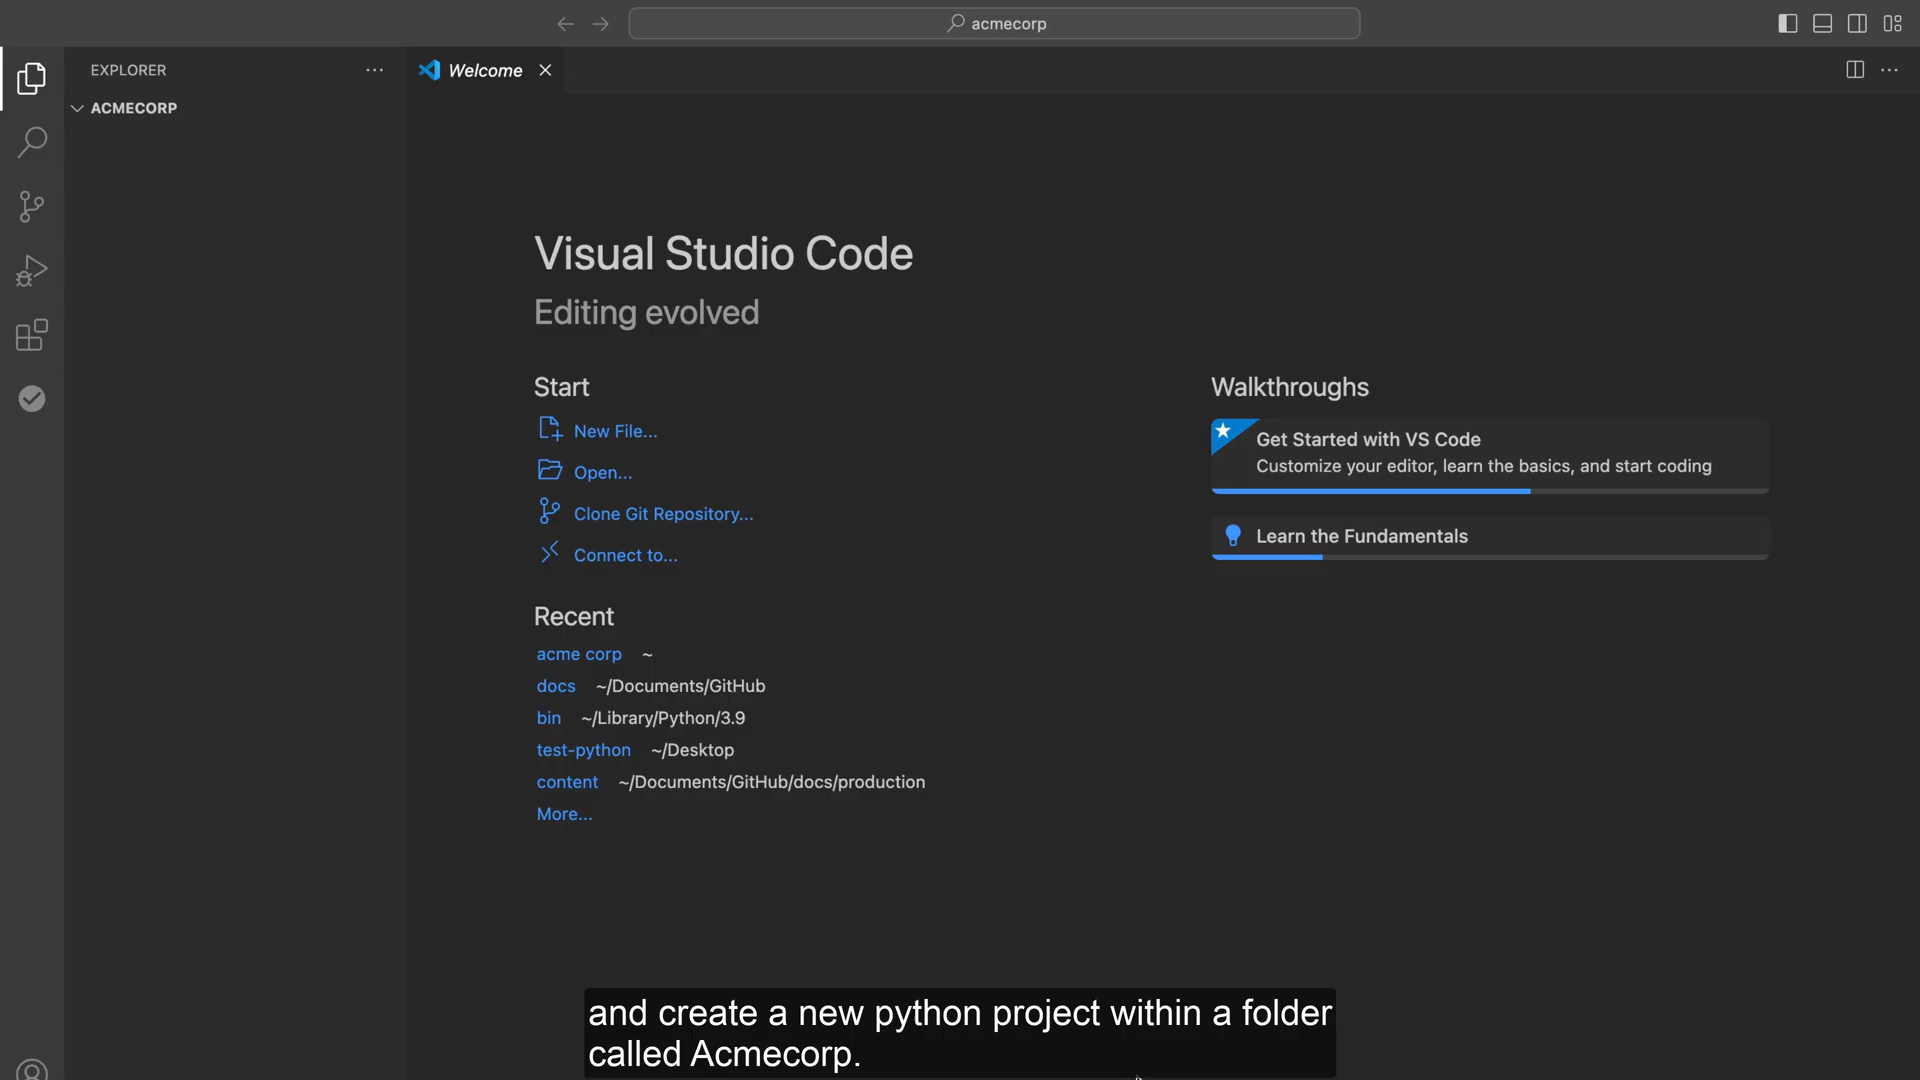 acmecorp
EXPLORER
ACMECORP
Welcome
Visual Studio Code
Editing evolved
Start
New File...
Open...
Clone Git Repository...
Connect to...
Recent
acme corp ~
docs ~/Documents/GitHub
bin ~/Library/Python/3.9
test-python ~/Desktop
content ~/Documents/GitHub/docs/production
More...
Walkthroughs
Get Started with VS Code
Customize your editor, learn the basics, and start coding
Learn the Fundamentals
and create a new python project within a folder
called Acmecorp.